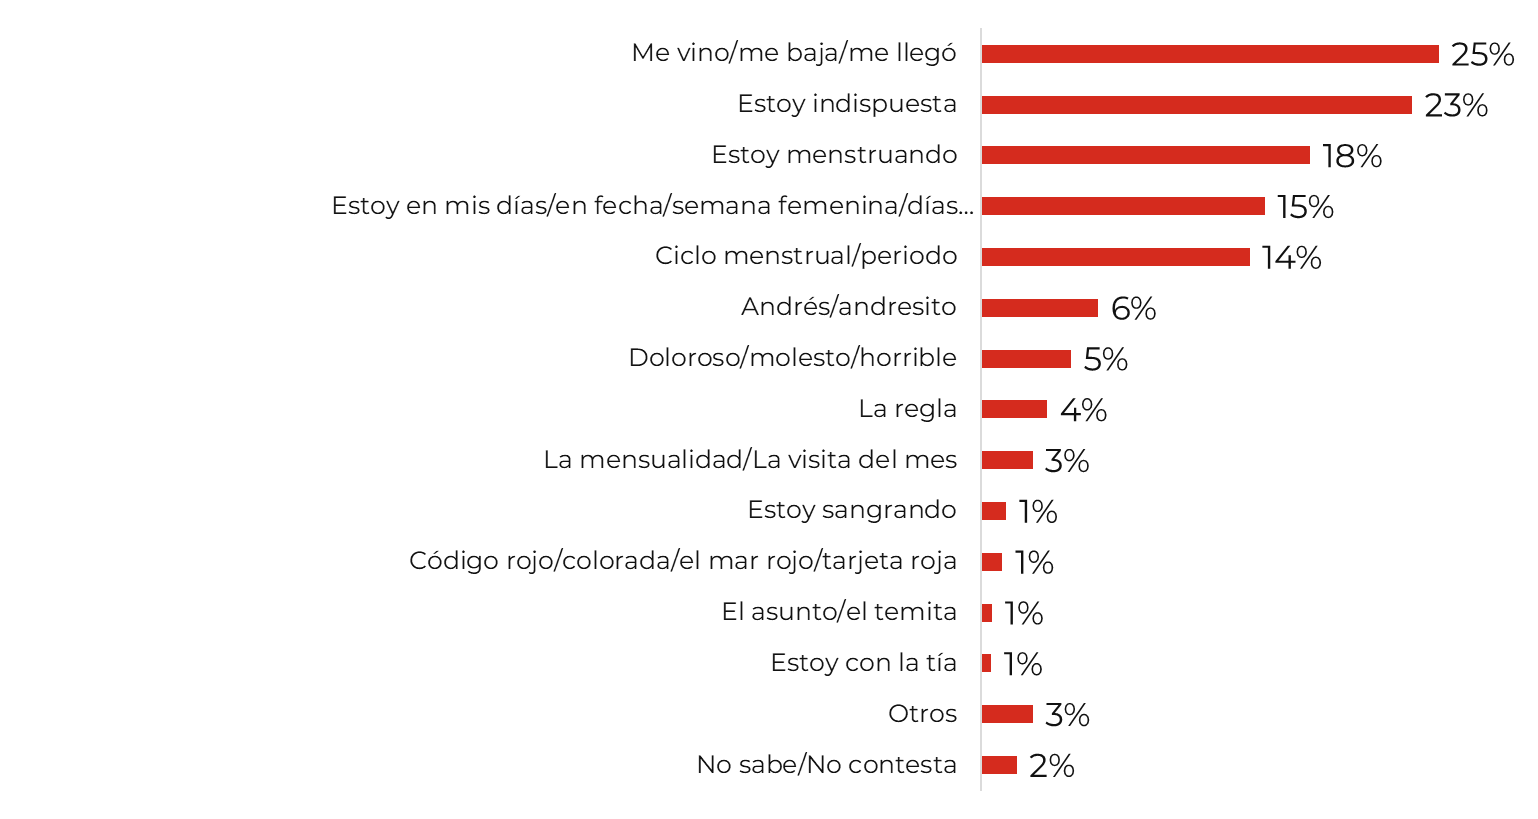 Me vino/me baja/me llegó 25%
Estoy indispuesta 23%
Estoy menstruando 18%
Estoy en mis días/en fecha/semana femenina/días... 15%
Ciclo menstrual/periodo 14%
Andrés/andresito 6%
Doloroso/molesto/horrible 5%
La regla 4%
La mensualidad/La visita del mes 3%
Estoy sangrando 1%
Código rojo/colorada/el mar rojo/tarjeta roja 1%
El asunto/el temita 1%
Estoy con la tía 1%
Otros 3%
No sabe/No contesta 2%